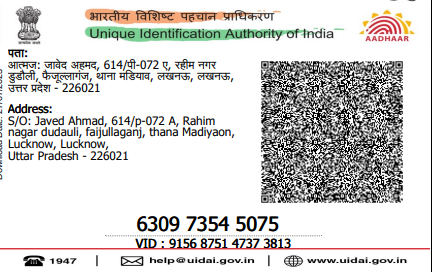 भारतीय विशिष्ट पहचान प्राधिकरण
Unique Identification Authority of India
AADHAAR
पता:
आत्मज: जावेद अहमद, 614/पी-072 ए, रहीम नगर
डुडौली, फैजूल्लागंज, थाना मडियाव, लखनऊ, लखनऊ,
उत्तर प्रदेश - 226021
Address:
S/O: Javed Ahmad, 614/p-072 A, Rahim
nagar dudauli, faijullaganj, thana Madiyaon,
Lucknow, Lucknow,
Uttar Pradesh - 226021
6309 7354 5075
VID : 9156 8751 4737 3813
1947 | help@uidai.gov.in | www.uidai.gov.in